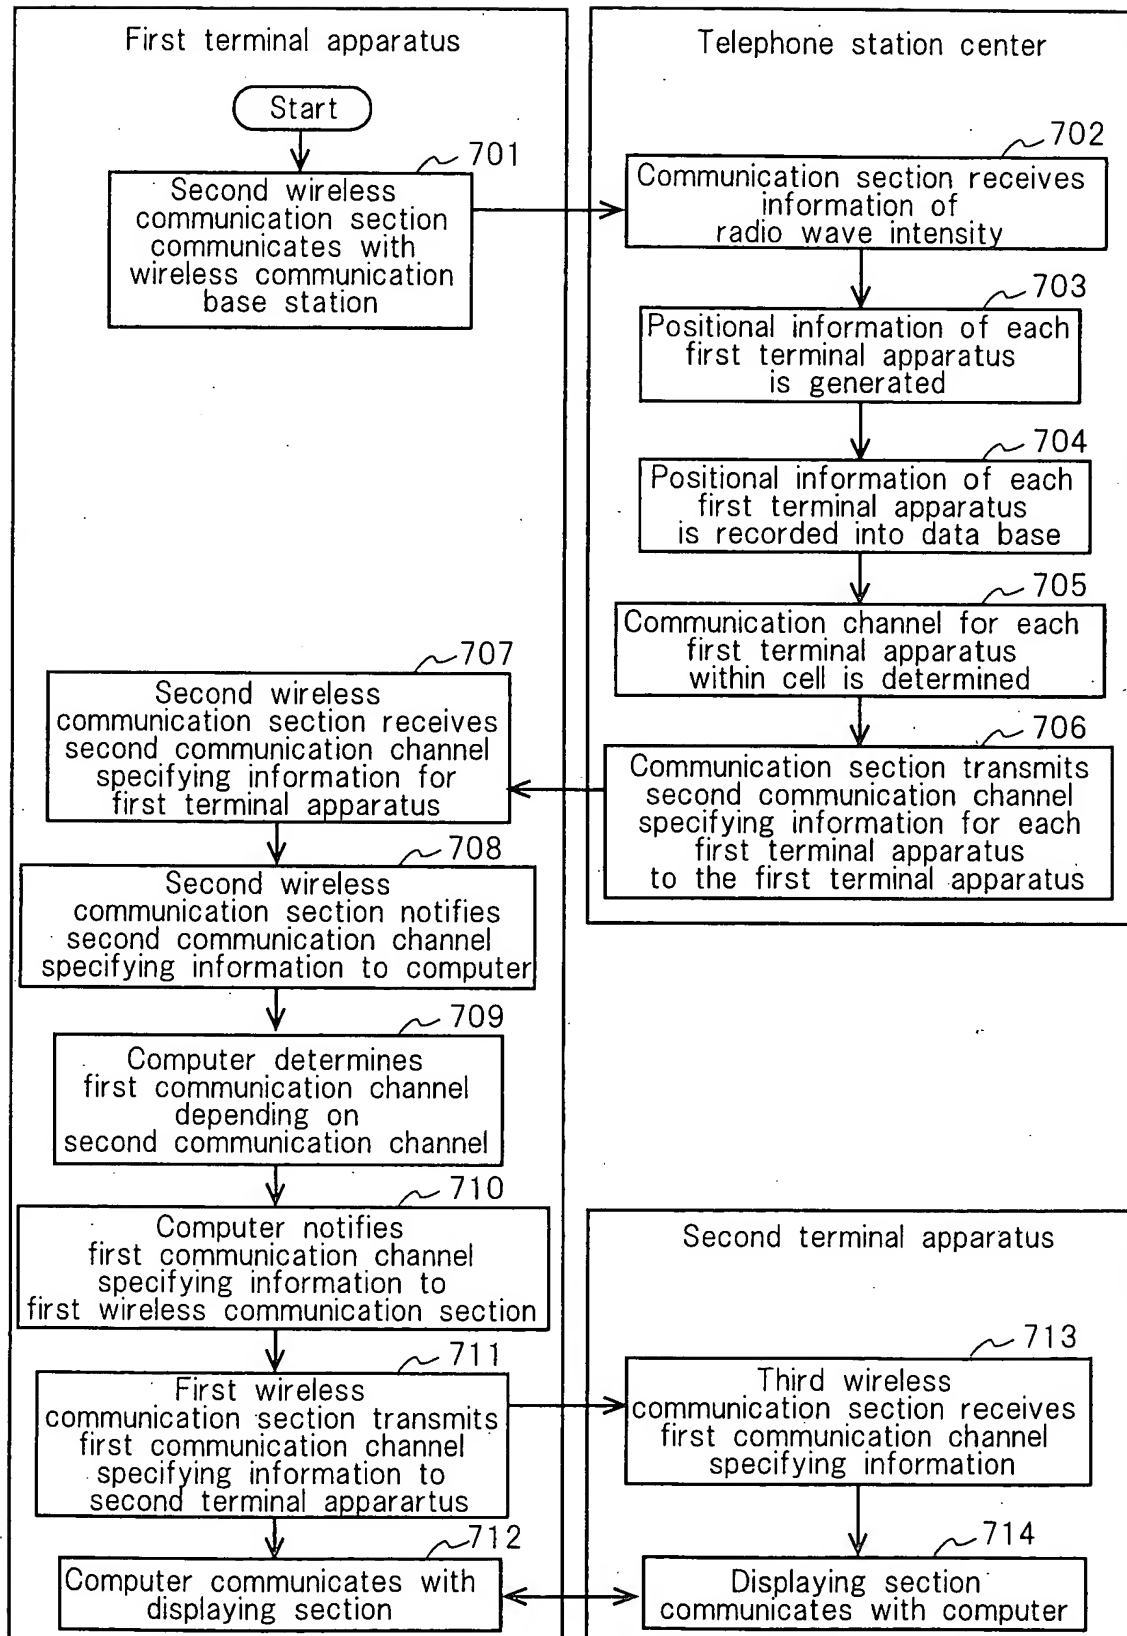 First terminal apparatus
Start
701
Second wireless
communication section
communicates with
wireless communication
base station
Telephone station center
702
Communication section receives
information of
radio wave intensity
703
Positional information of each
first terminal apparatus
is generated
704
Positional information of each
first terminal apparatus
is recorded into data base
705
Communication channel for each
first terminal apparatus
within cell is determined
706
Communication section transmits
second communication channel
specifying information for each
first terminal apparatus
to the first terminal apparatus
707
Second wireless
communication section receives
second communication channel
specifying information for
first terminal apparatus
708
Second wireless
communication section notifies
second communication channel
specifying information to computer
709
Computer determines
first communication channel
depending on
second communication channel
710
Computer notifies
first communication channel
specifying information to
first wireless communication section
711
First wireless
communication section transmits
first communication channel
specifying information to
second terminal apparartus
712
Computer communicates with
displaying section
Second terminal apparatus
713
Third wireless
communication section receives
first communication channel
specifying information
714
Displaying section
communicates with computer